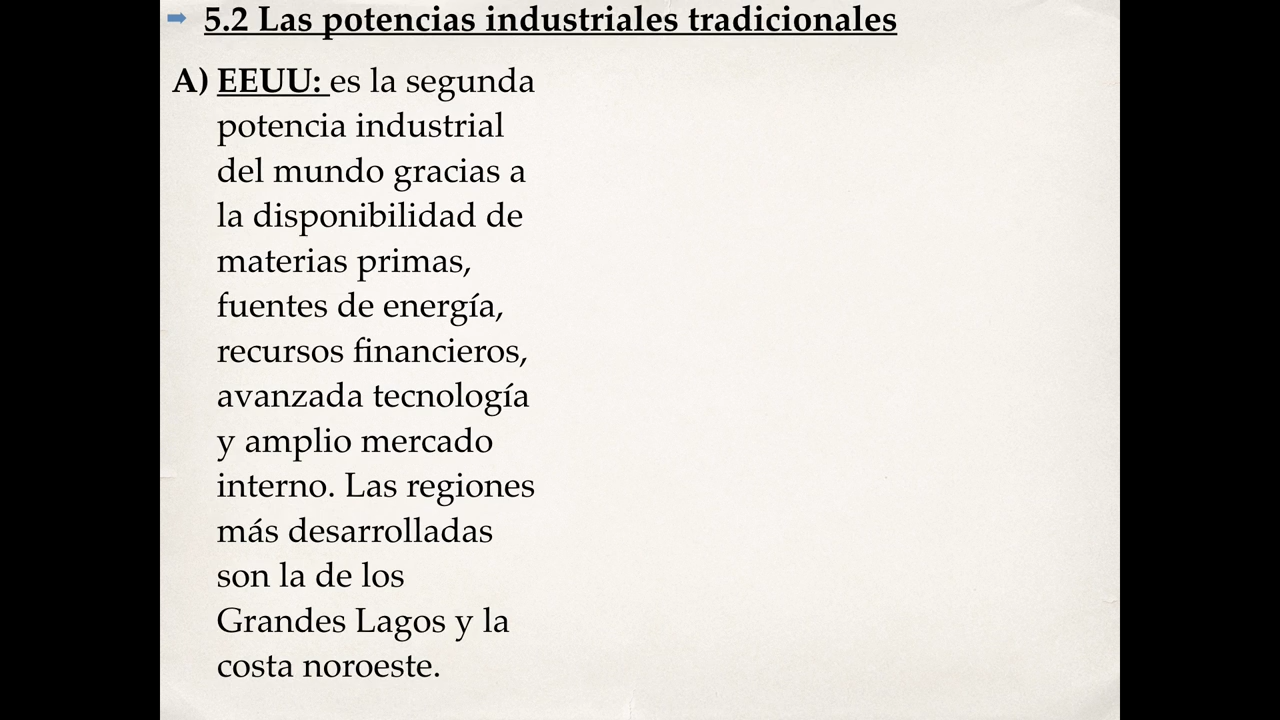 5.2 Las potencias industriales tradicionales
A) EEUU: es la segunda
potencia industrial
del mundo gracias a
la disponibilidad de
materias primas,
fuentes de energía,
recursos financieros,
avanzada tecnología
y amplio mercado
interno. Las regiones
más desarrolladas
son la de los
Grandes Lagos y la
costa noroeste.